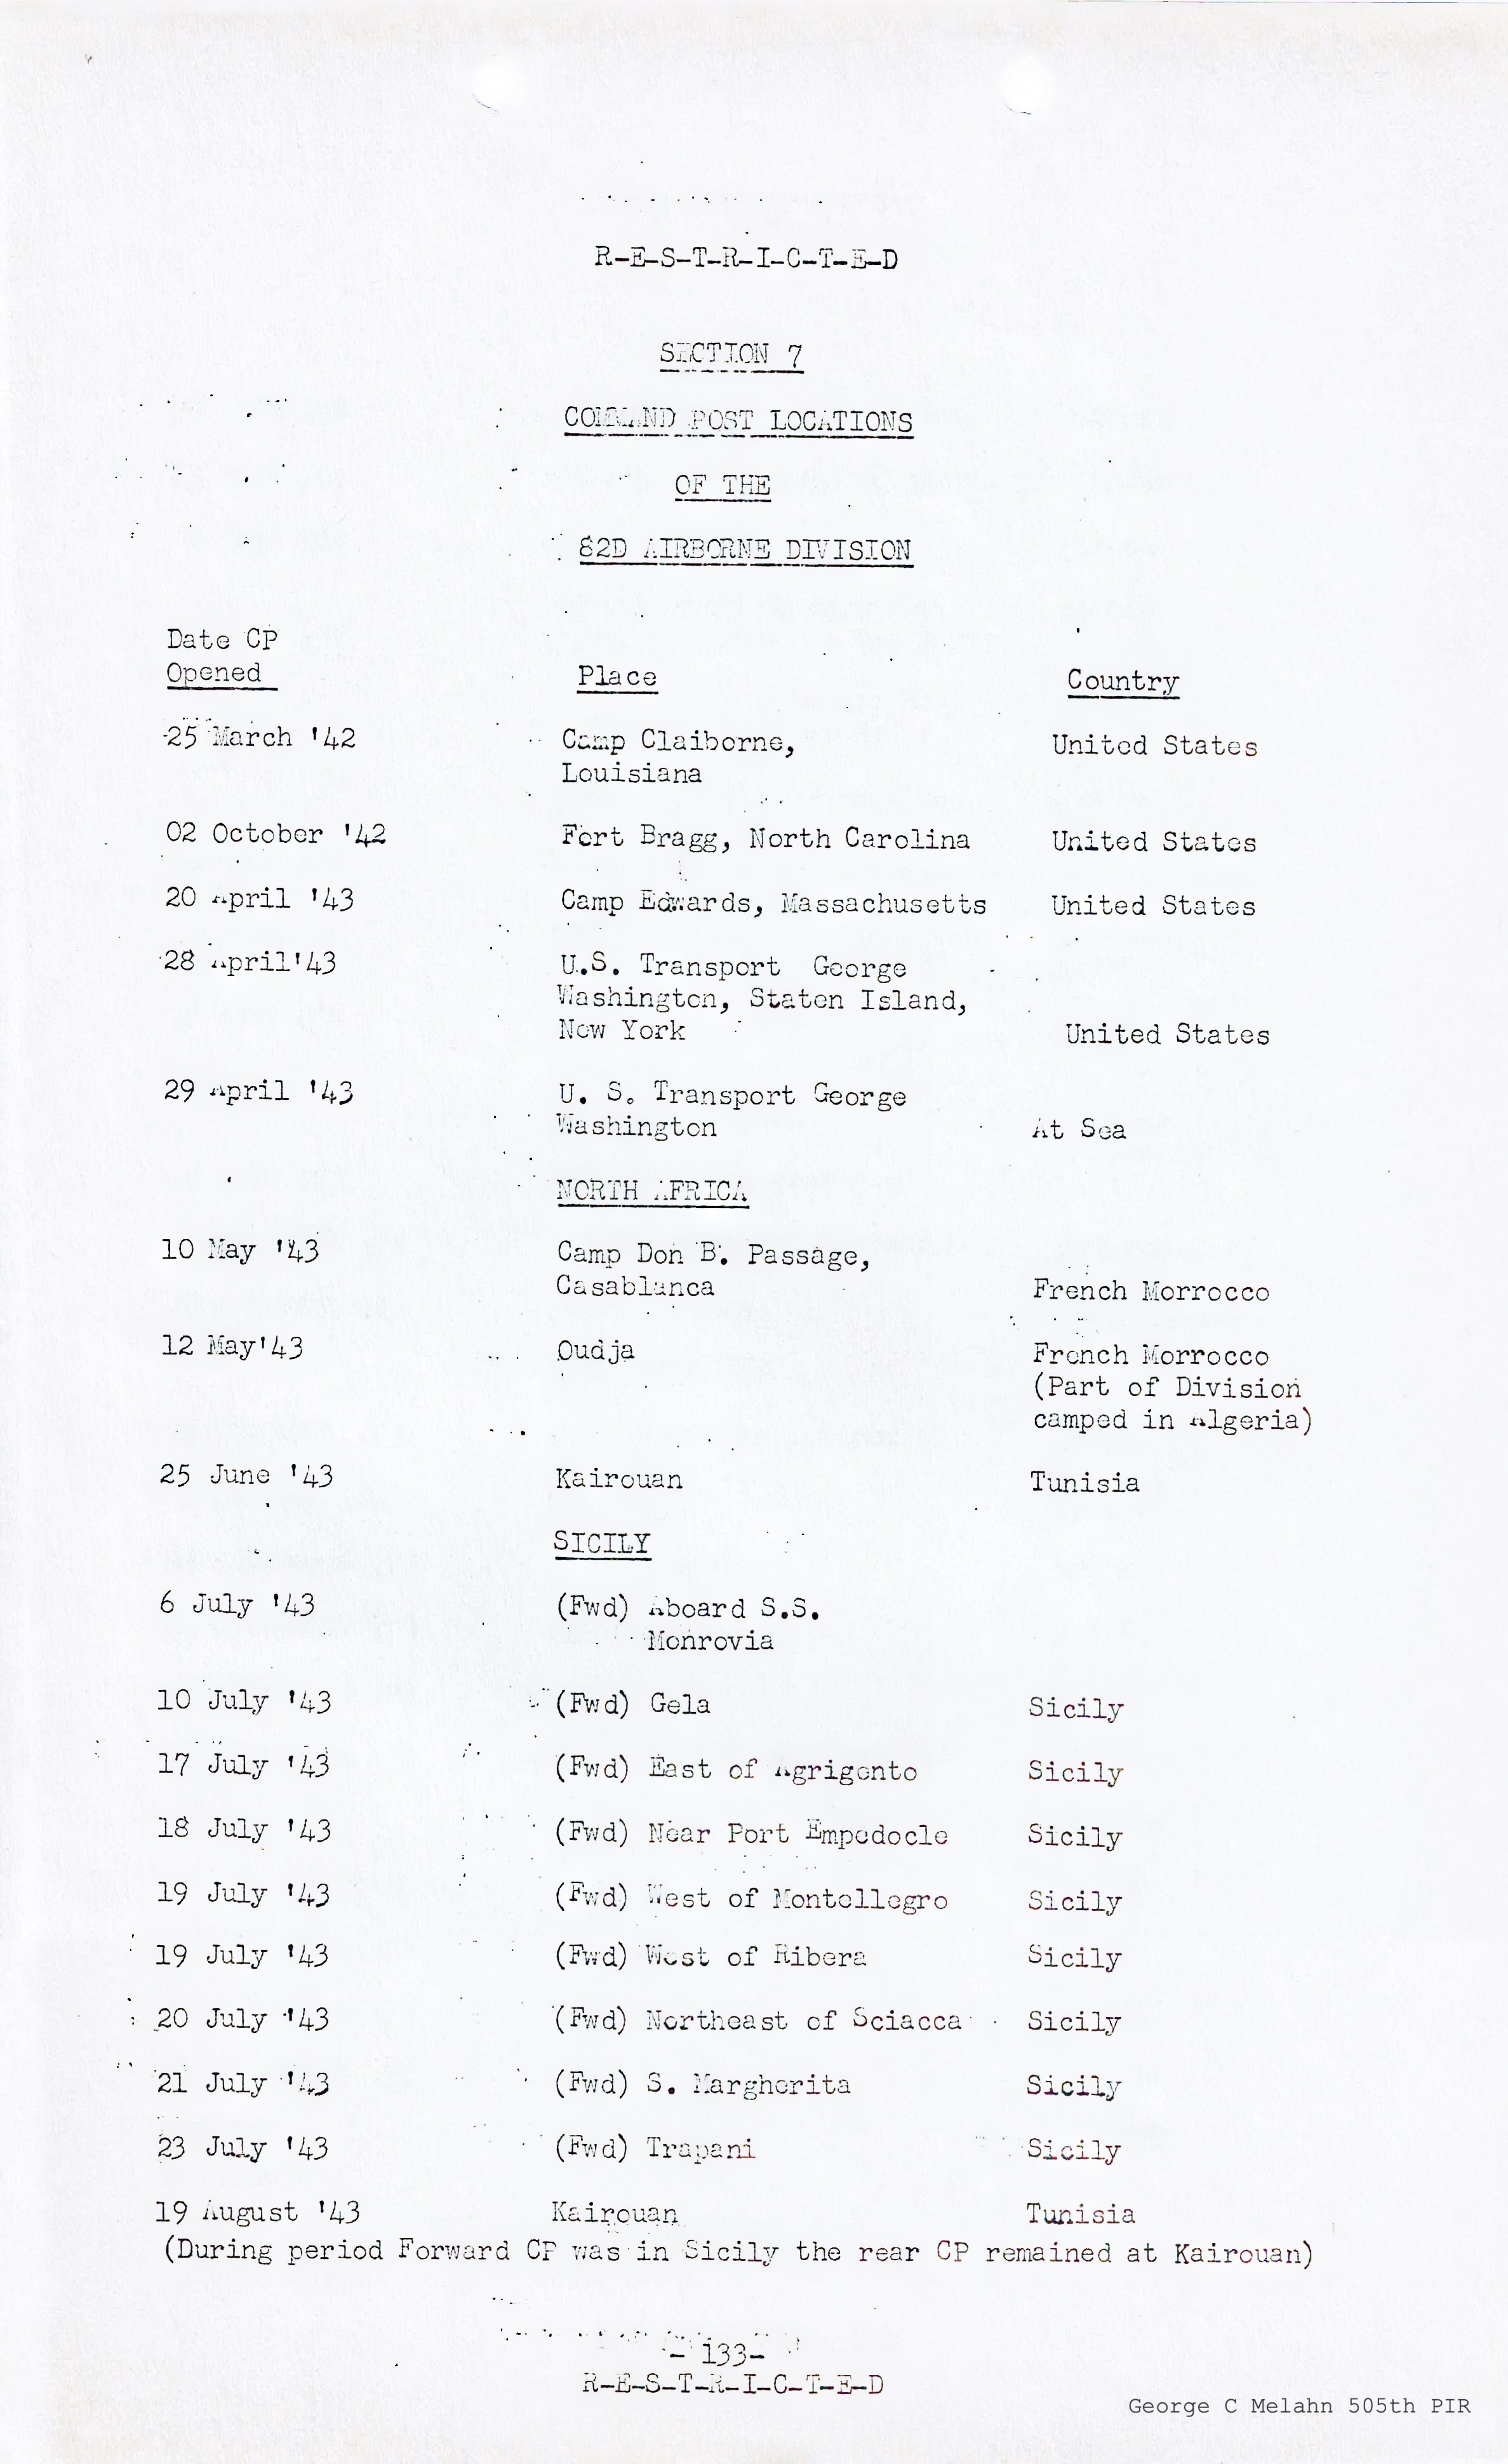 R-E-S-T-R-I-C-T-E-D
SECTION 7
COMMAND POST LOCATIONS
OF THE
82D AIRBORNE DIVISION
Date CP
Opened Place Country
25 March '42 Camp Claiborne, United States
Louisiana
02 October '42 Fort Bragg, North Carolina United States
20 April '43 Camp Edwards, Massachusetts United States
28 April'43 U.S. Transport George
Washington, Staten Island,
New York United States
29 April '43 U. S. Transport George
Washington At Sea
NORTH AFRICA
10 May '43 Camp Don B. Passage,
Casablanca French Morrocco
12 May'43 Oudja French Morrocco
(Part of Division
camped in Algeria)
25 June '43 Kairouan Tunisia
SICILY
6 July '43 (Fwd) Aboard S.S.
Monrovia
10 July '43 (Fwd) Gela Sicily
17 July '43 (Fwd) East of Agrigento Sicily
18 July '43 (Fwd) Near Port Empedocle Sicily
19 July '43 (Fwd) West of Montellegro Sicily
19 July '43 (Fwd) West of Ribera Sicily
20 July '43 (Fwd) Northeast of Sciacca Sicily
21 July '43 (Fwd) S. Margherita Sicily
23 July '43 (Fwd) Trapani Sicily
19 August '43 Kairouan Tunisia
(During period Forward CP was in Sicily the rear CP remained at Kairouan)
- 133-
R-E-S-T-R-I-C-T-E-D
George C Melahn 505th PIR